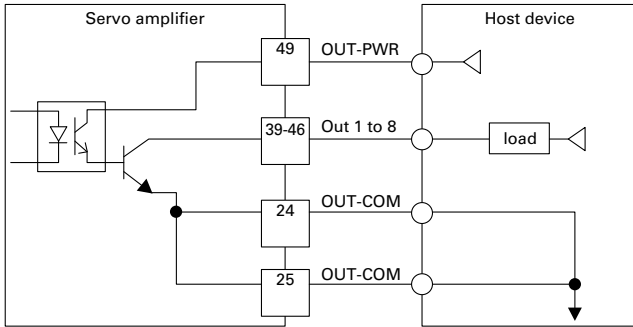 Servo amplifier
Host device
49
OUT-PWR
39-46
Out 1 to 8
load
24
OUT-COM
25
OUT-COM